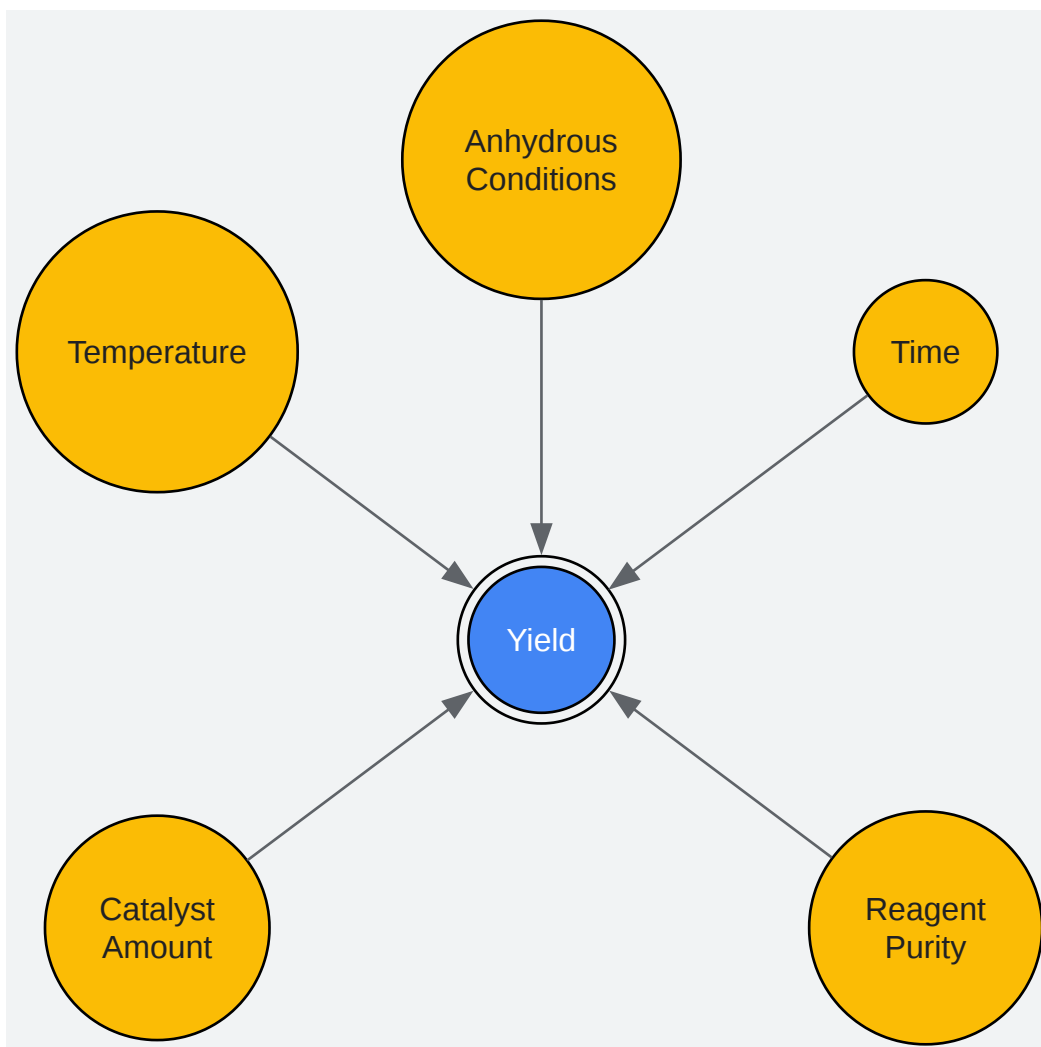 Anhydrous
Conditions
Temperature
Time
Yield
Catalyst
Amount
Reagent
Purity